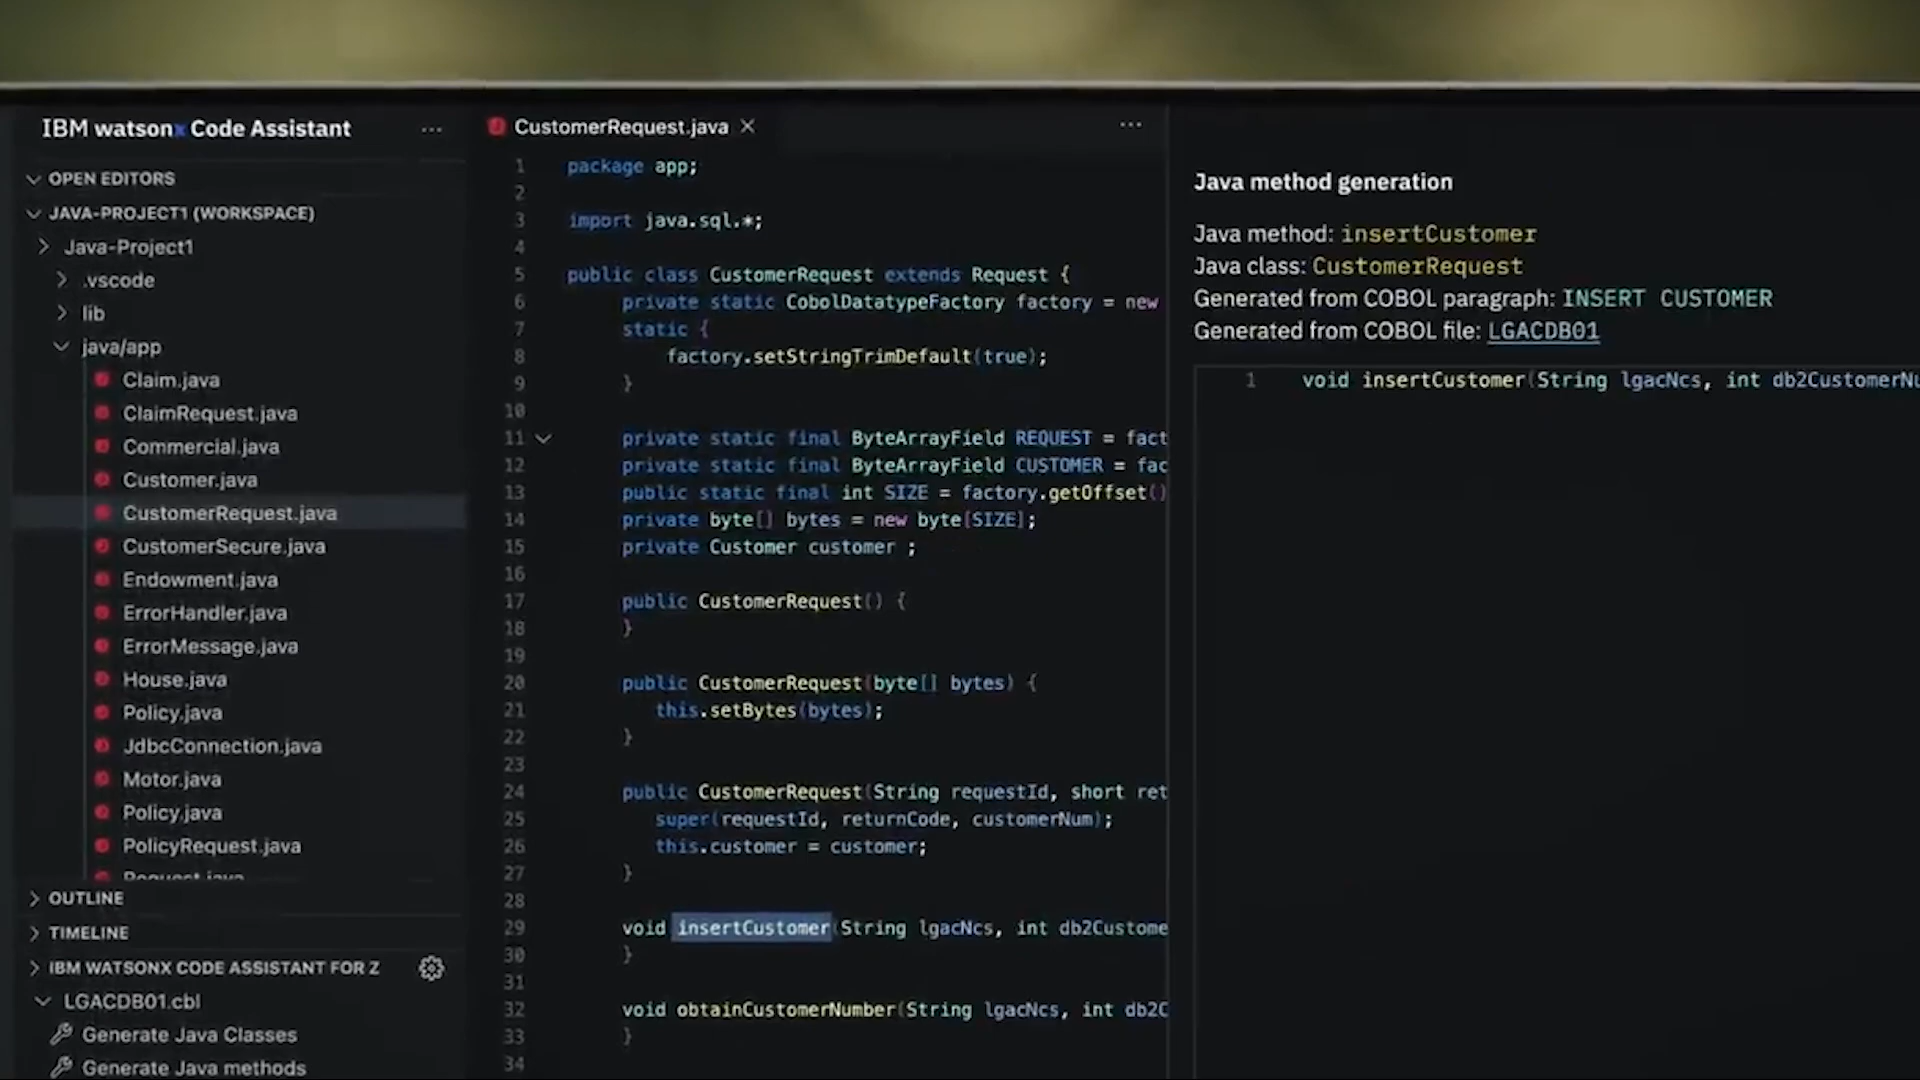 IBM watsonx Code Assistant ...
OPEN EDITORS
JAVA-PROJECT1 (WORKSPACE)
Java-Project1
.vscode
lib
java/app
Claim.java
ClaimRequest.java
Commercial.java
Customer.java
CustomerRequest.java
CustomerSecure.java
Endowment.java
ErrorHandler.java
ErrorMessage.java
House.java
Policy.java
JdbcConnection.java
Motor.java
Policy.java
PolicyRequest.java
Request.java
OUTLINE
TIMELINE
IBM WATSONX CODE ASSISTANT FOR Z
LGACDB01.cbl
Generate Java Classes
Generate Java methods
CustomerRequest.java ...
1 package app;
2
3 import java.sql.*;
4
5 public class CustomerRequest extends Request {
6 private static CobolDatatypeFactory factory = new
7 static {
8 factory.setStringTrimDefault(true);
9 }
10
11 private static final ByteArrayField REQUEST = fact
12 private static final ByteArrayField CUSTOMER = fac
13 public static final int SIZE = factory.getOffset()
14 private byte[] bytes = new byte[SIZE];
15 private Customer customer ;
16
17 public CustomerRequest() {
18 }
19
20 public CustomerRequest(byte[] bytes) {
21 this.setBytes(bytes);
22 }
23
24 public CustomerRequest(String requestId, short ret
25 super(requestId, returnCode, customerNum);
26 this.customer = customer;
27 }
28
29 void insertCustomer(String lgacNcs, int db2Custome
30 }
31
32 void obtainCustomerNumber(String lgacNcs, int db2C
33 }
34
Java method generation
Java method: insertCustomer
Java class: CustomerRequest
Generated from COBOL paragraph: INSERT CUSTOMER
Generated from COBOL file: LGACDB01
1 void insertCustomer(String lgacNcs, int db2CustomerNu